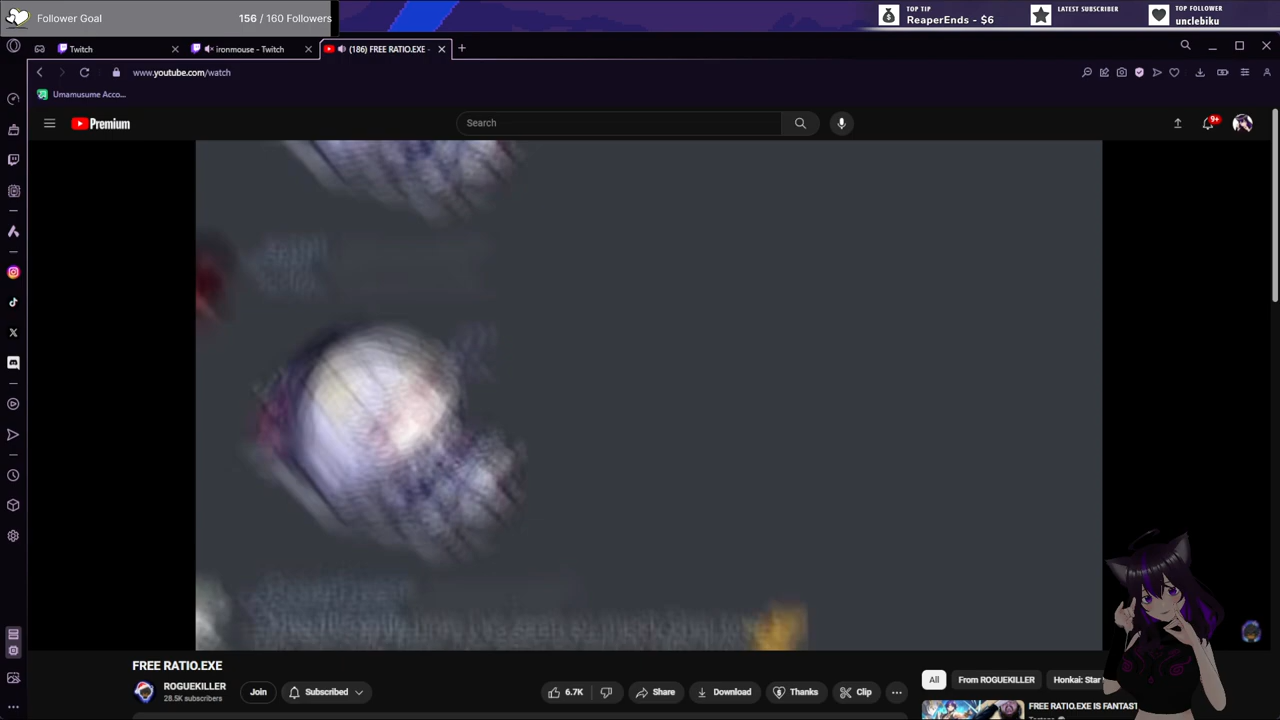 Follower Goal
156 / 160 Followers
TOP TIP
ReaperEnds - $6
LATEST SUBSCRIBER
TOP FOLLOWER
unclebiku
Twitch
ironmouse - Twitch
(186) FREE RATIO.EXE -
www.youtube.com/watch
Umamusume Acco...
Premium
Search
9+
FREE RATIO.EXE
ROGUEKILLER
28.5K subscribers
Join
Subscribed
6.7K
Share
Download
Thanks
Clip
All
From ROGUEKILLER
Honkai: Star
FREE RATIO.EXE IS FANTAST